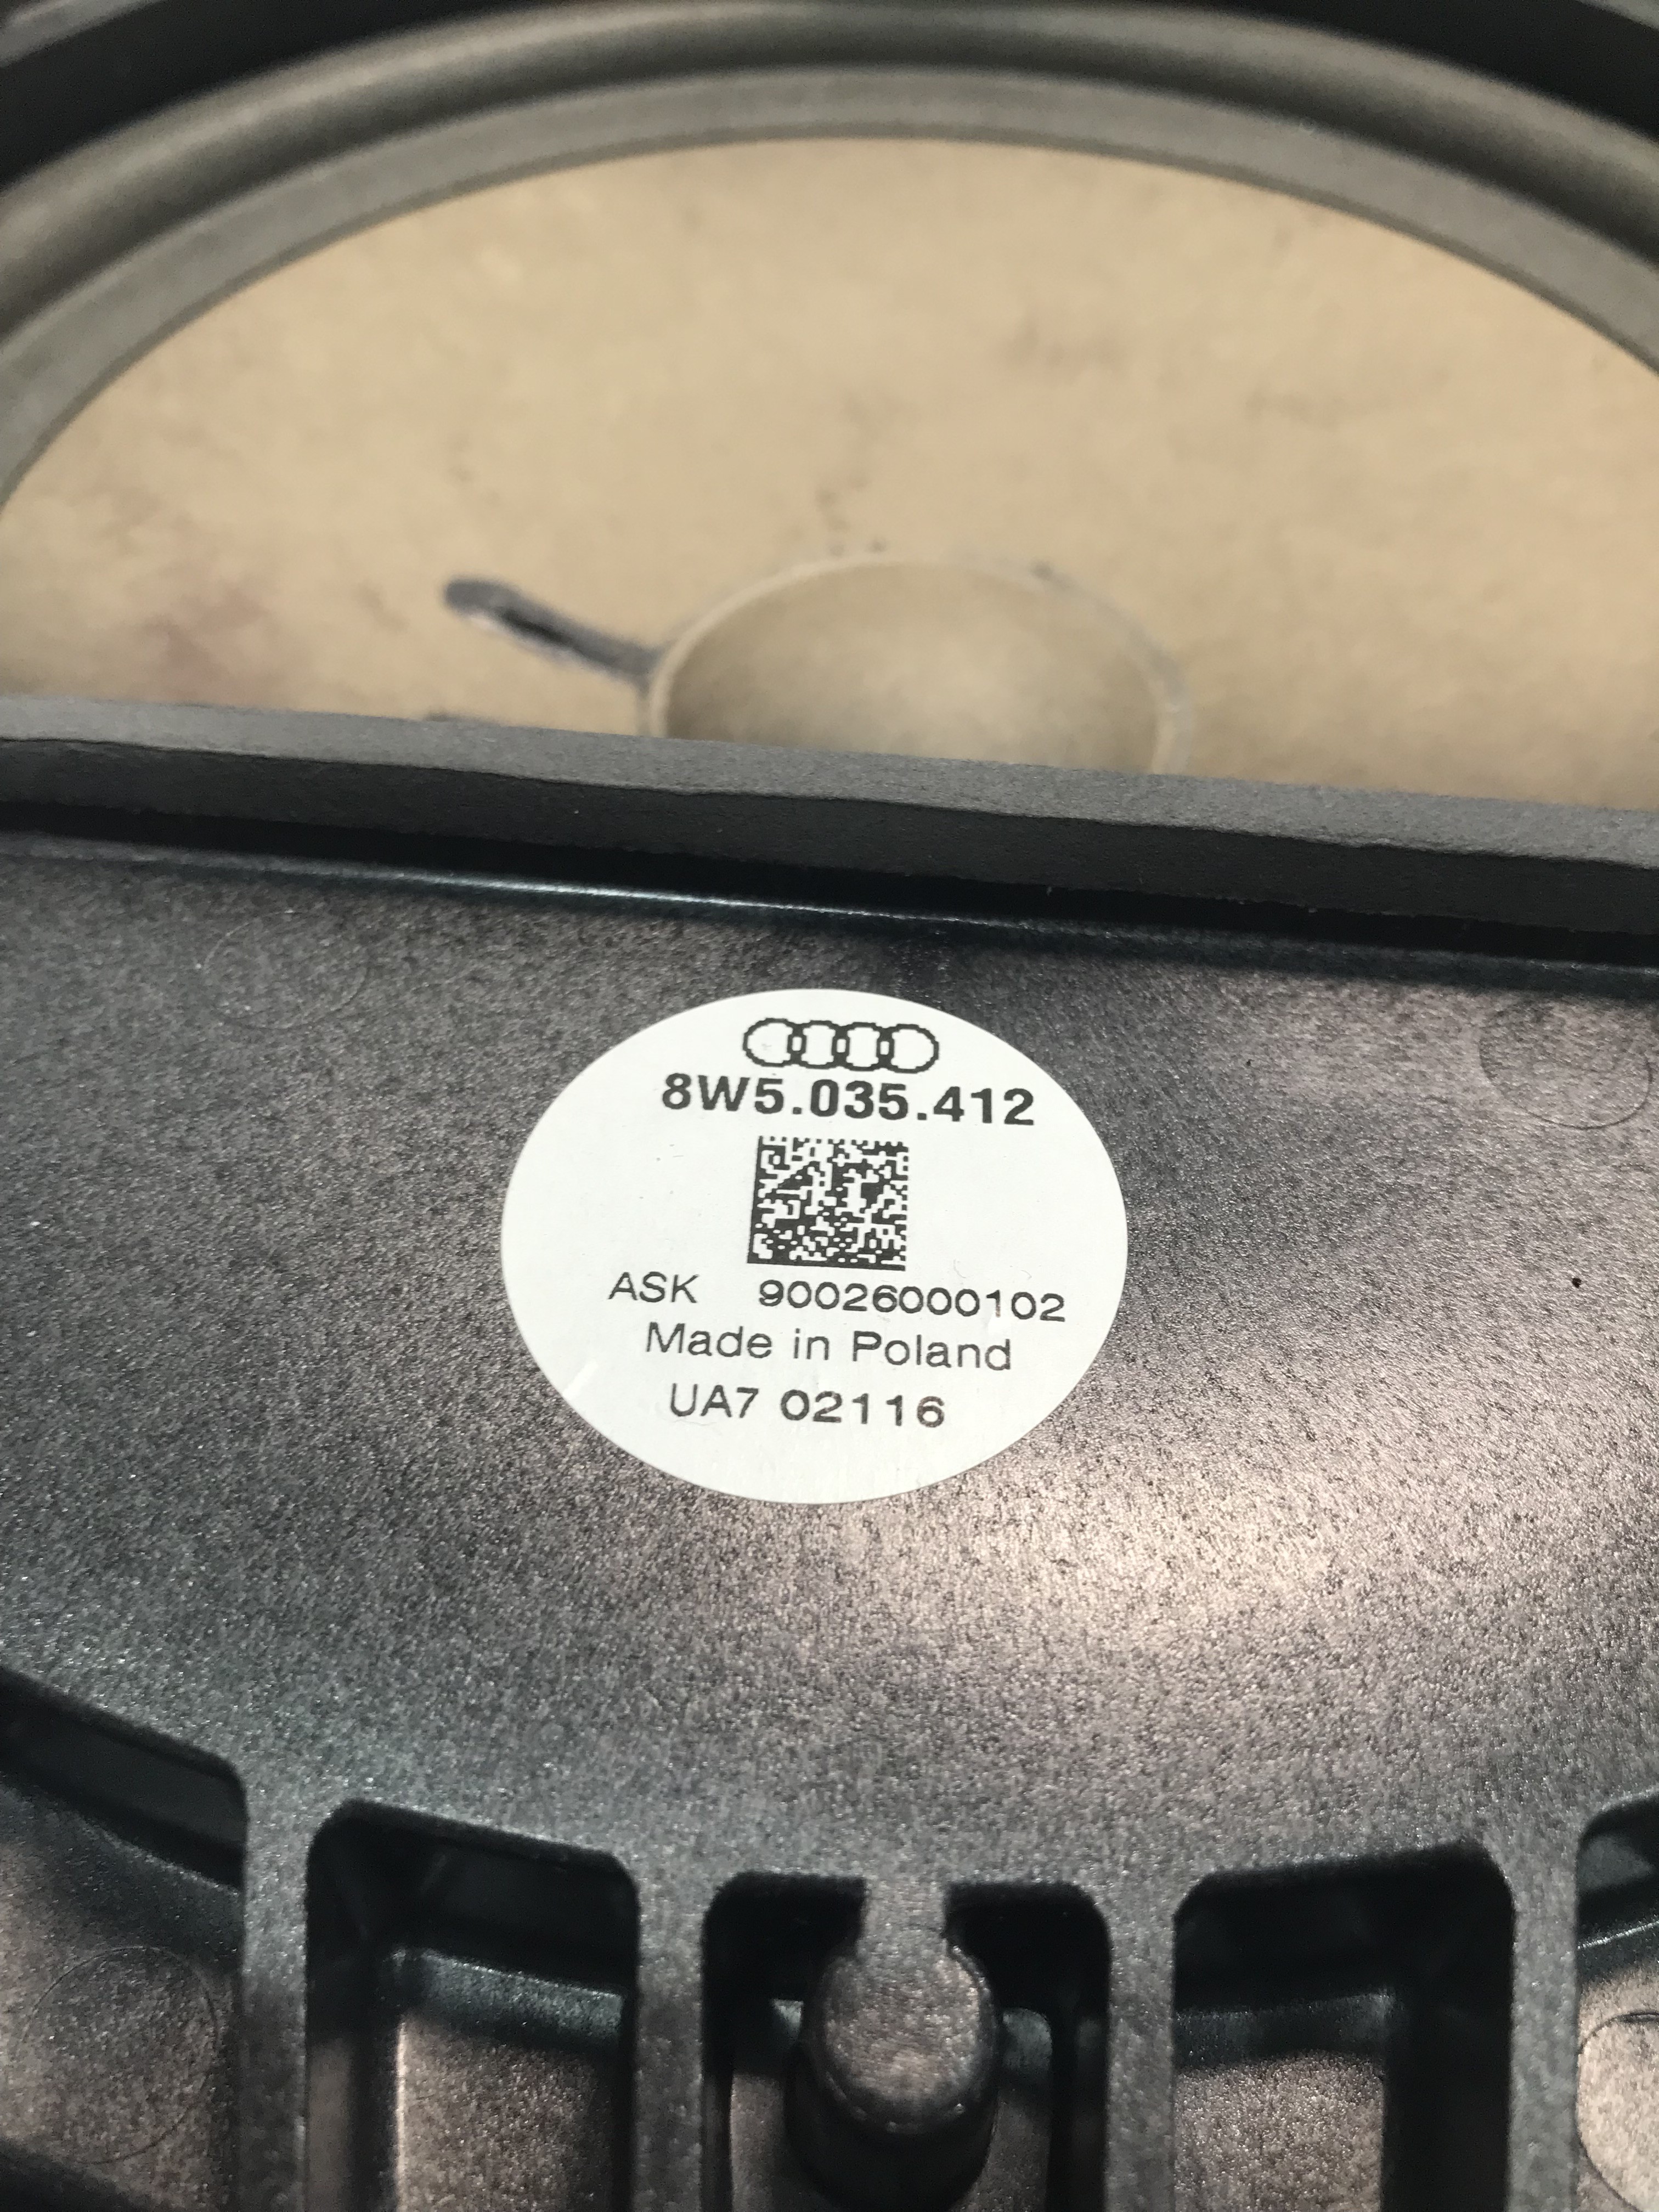 8W5.035.412
ASK 90026000102
Made in Poland
UA7 02116